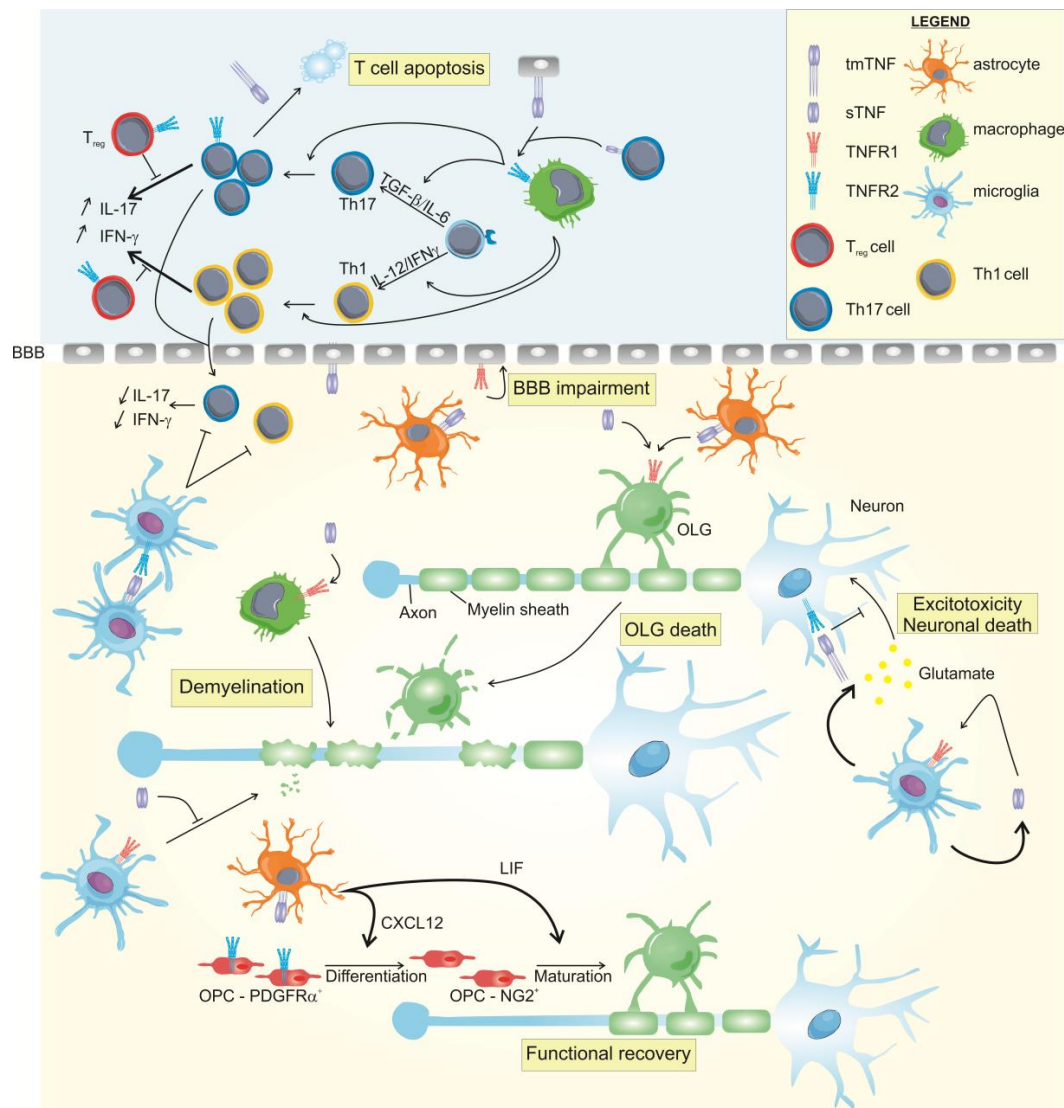 LEGEND
tmTNF
astrocyte
sTNF
macrophage
TNFR1
TNFR2
microglia
Treg cell
Th1 cell
Th17 cell
T cell apoptosis
Treg
IL-17
IFN-γ
Th17
TGF-β/IL-6
Th1
IL-12/IFNγ
BBB
IL-17
IFN-γ
BBB impairment
OLG
Neuron
Axon
Myelin sheath
OLG death
Excitotoxicity
Neuronal death
Glutamate
Demyelination
LIF
CXCL12
Differentiation
Maturation
OPC - PDGFRα⁺
OPC - NG2⁺
Functional recovery